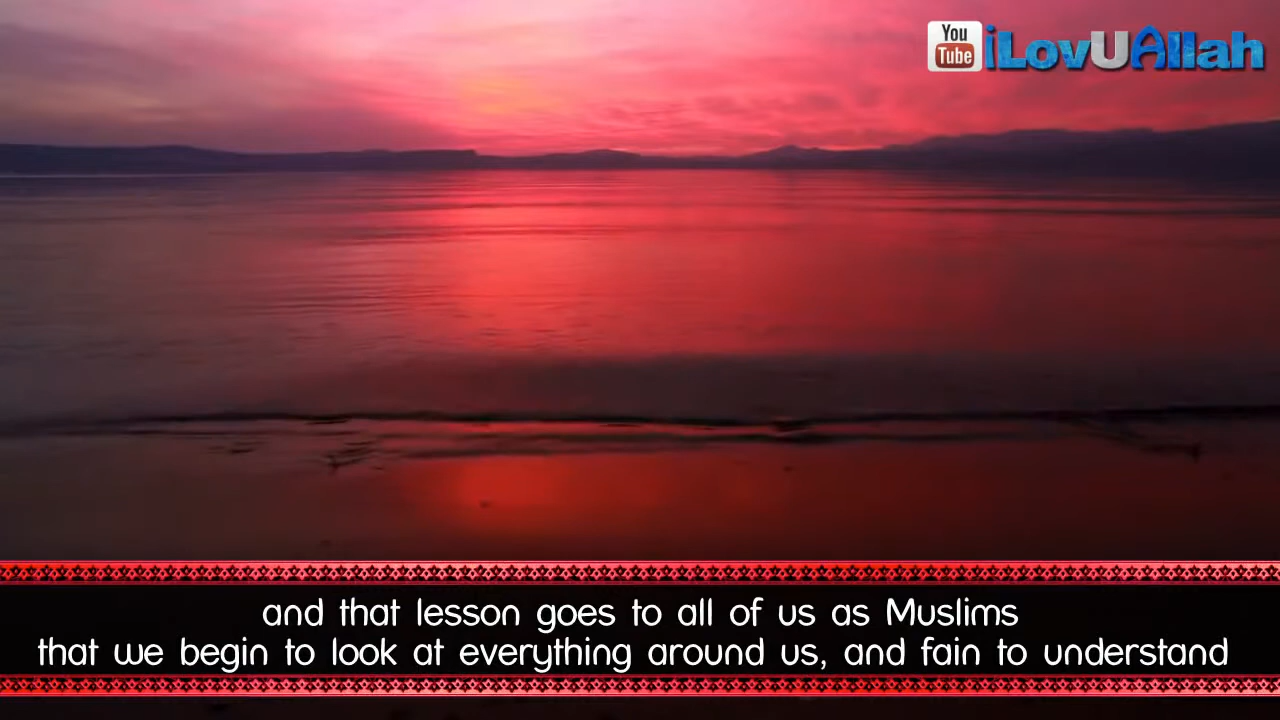 You
Tube iLovUAllah
and that lesson goes to all of us as Muslims
that we begin to look at everything around us, and fain to understand